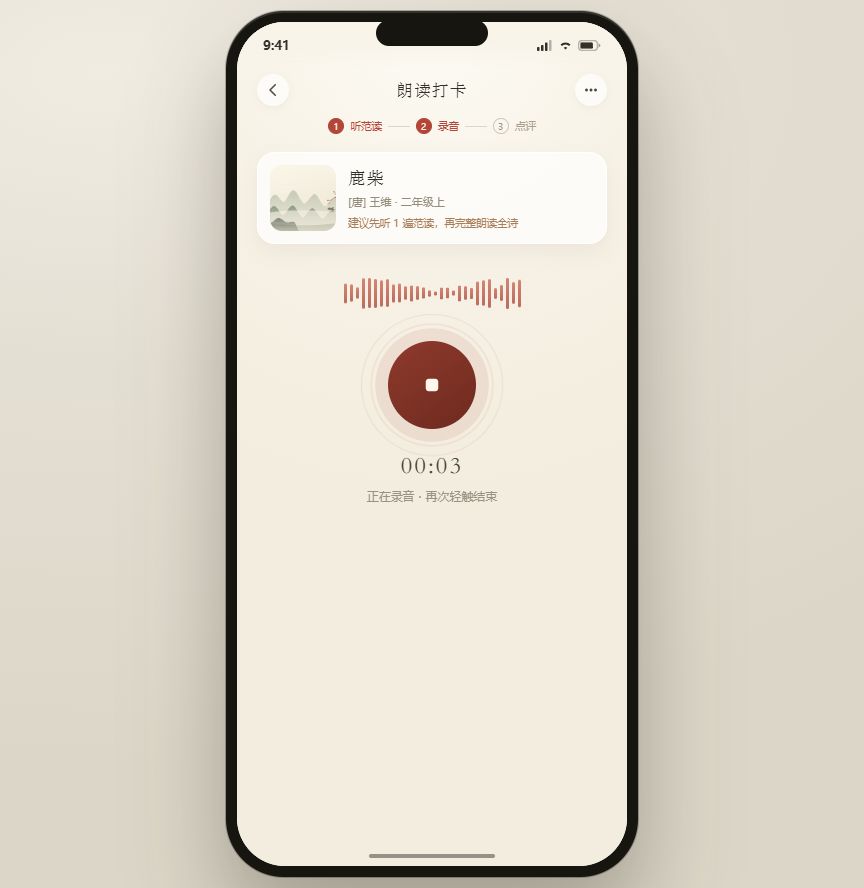 9:41
朗读打卡
1 听范读 2 录音 3 点评
鹿柴
[唐] 王维 · 二年级上
建议先听 1 遍范读，再完整朗读全诗
00:03
正在录音 · 再次轻触结束